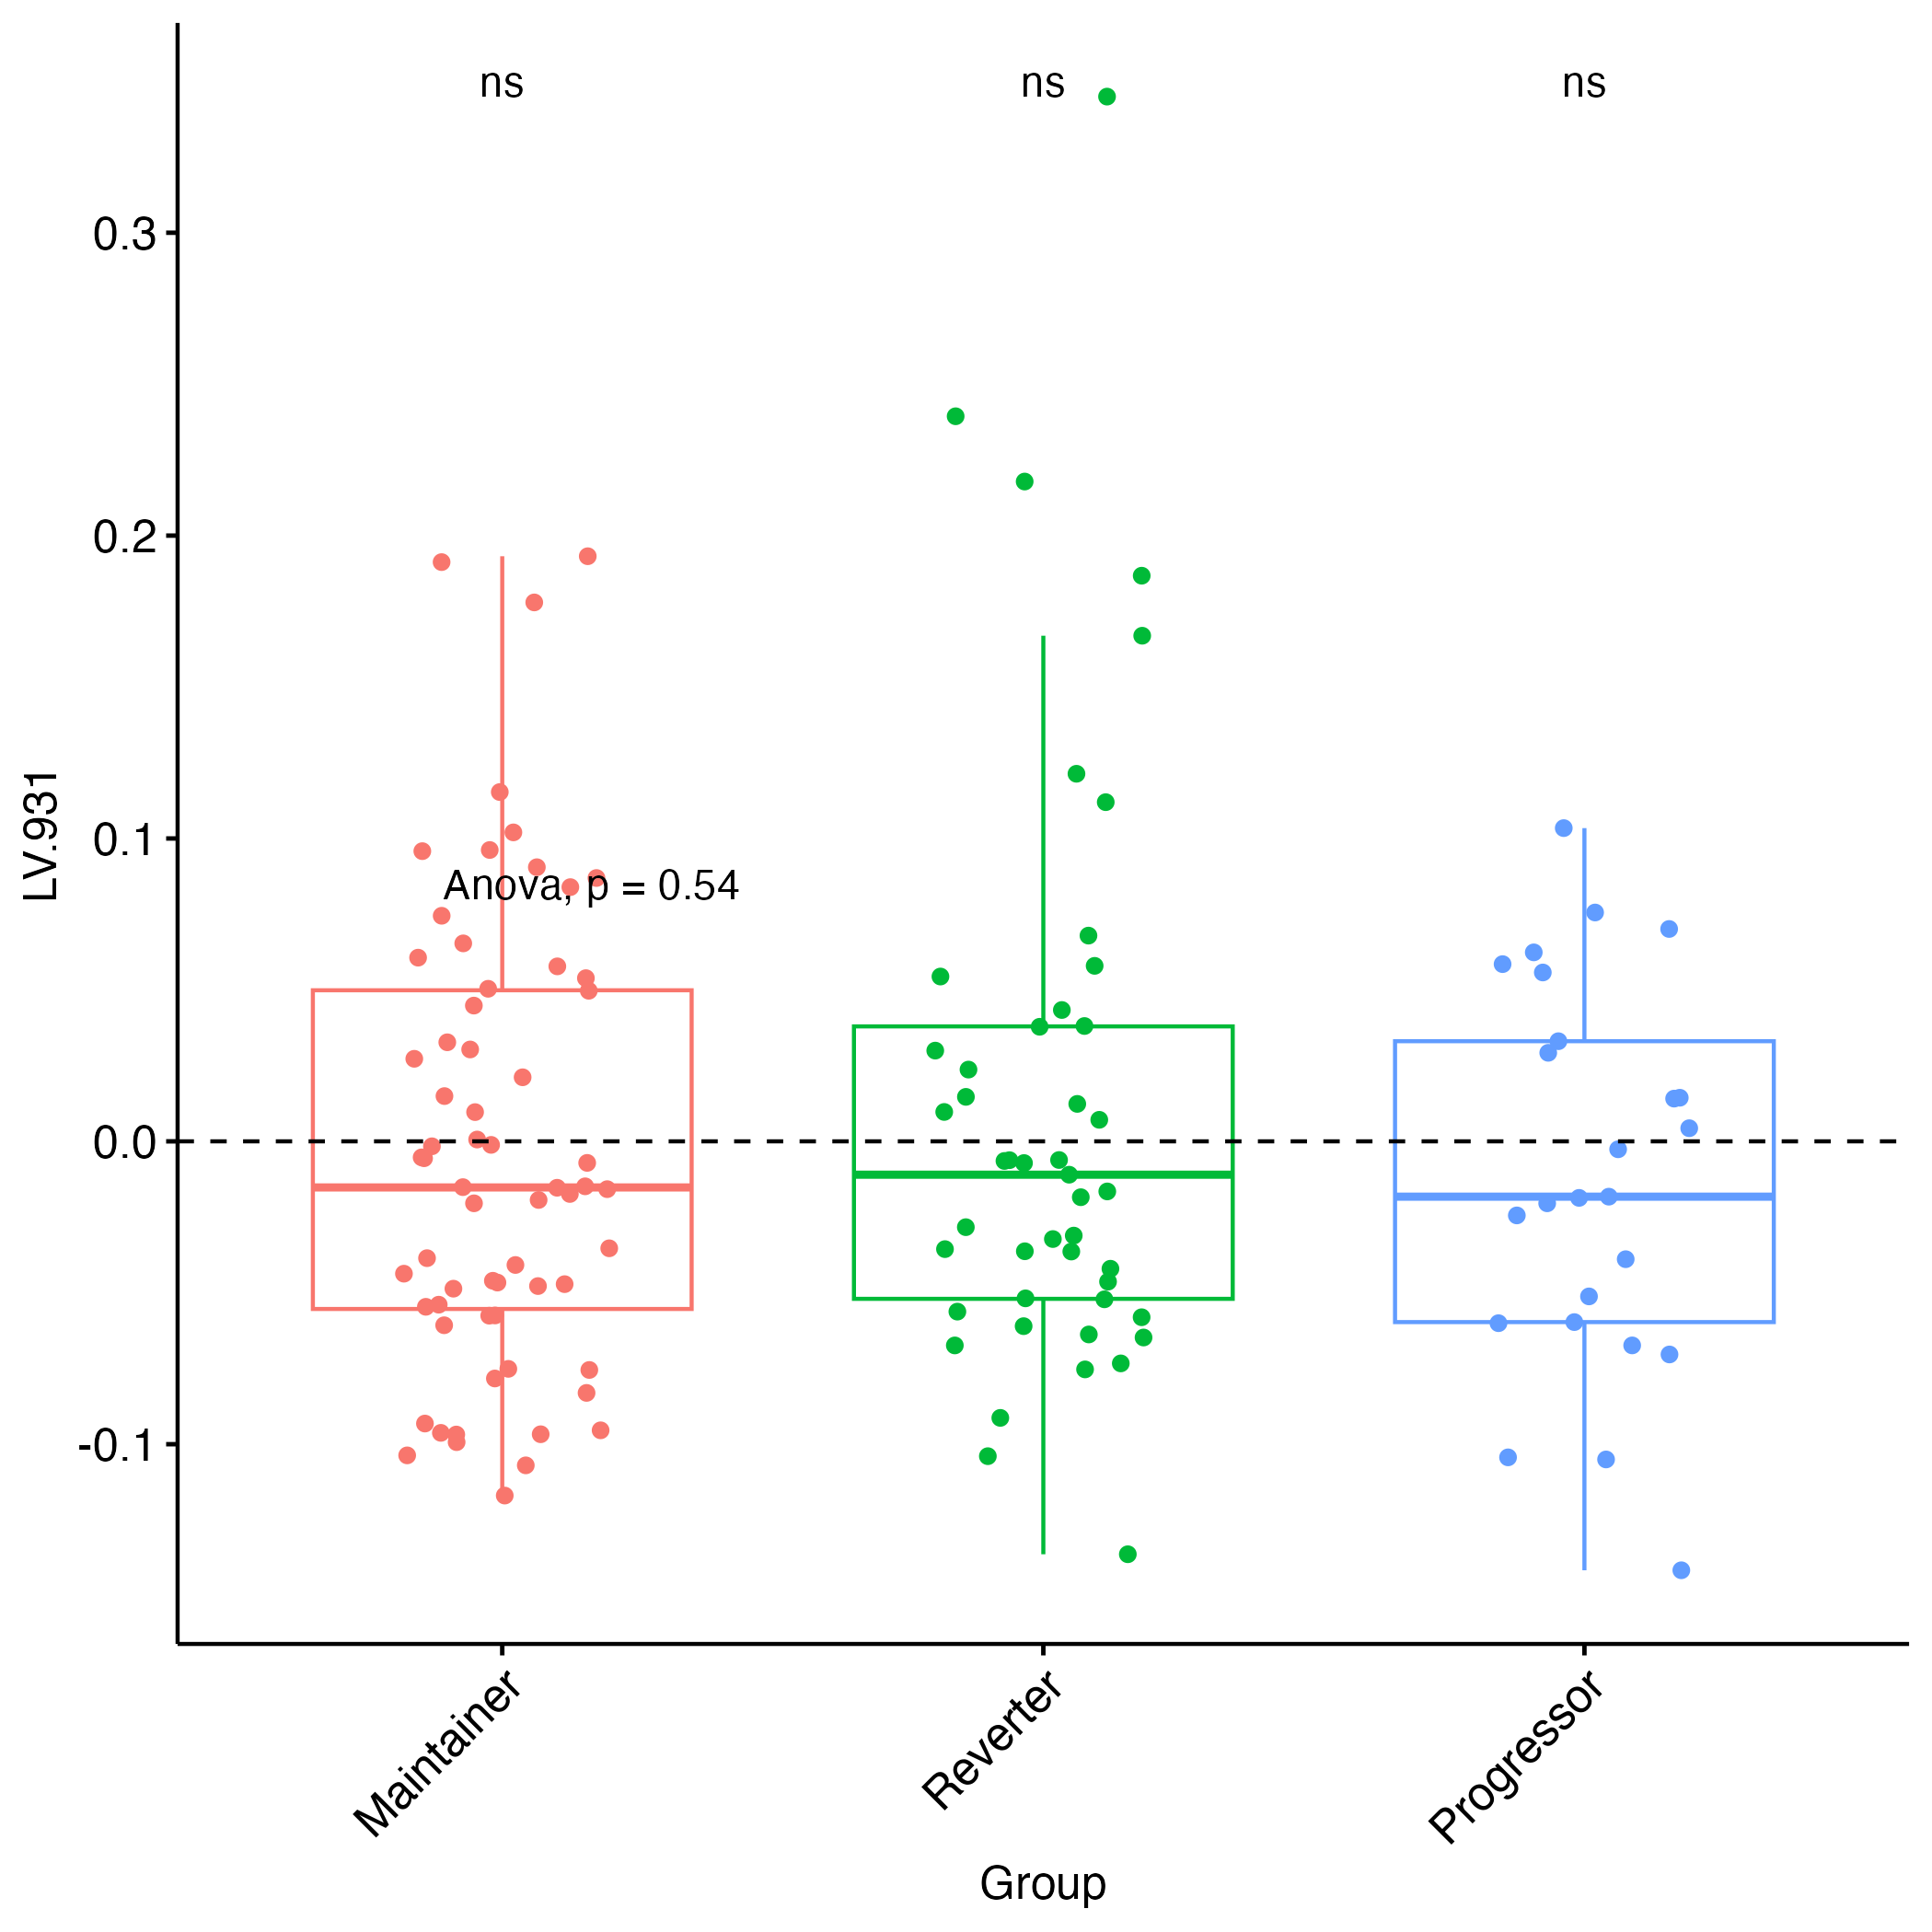 ns ns ns
0.3
0.2
0.1
Anova, p = 0.54
0.0
-0.1
LV.931
Maintainer
Reverter
Progressor
Group